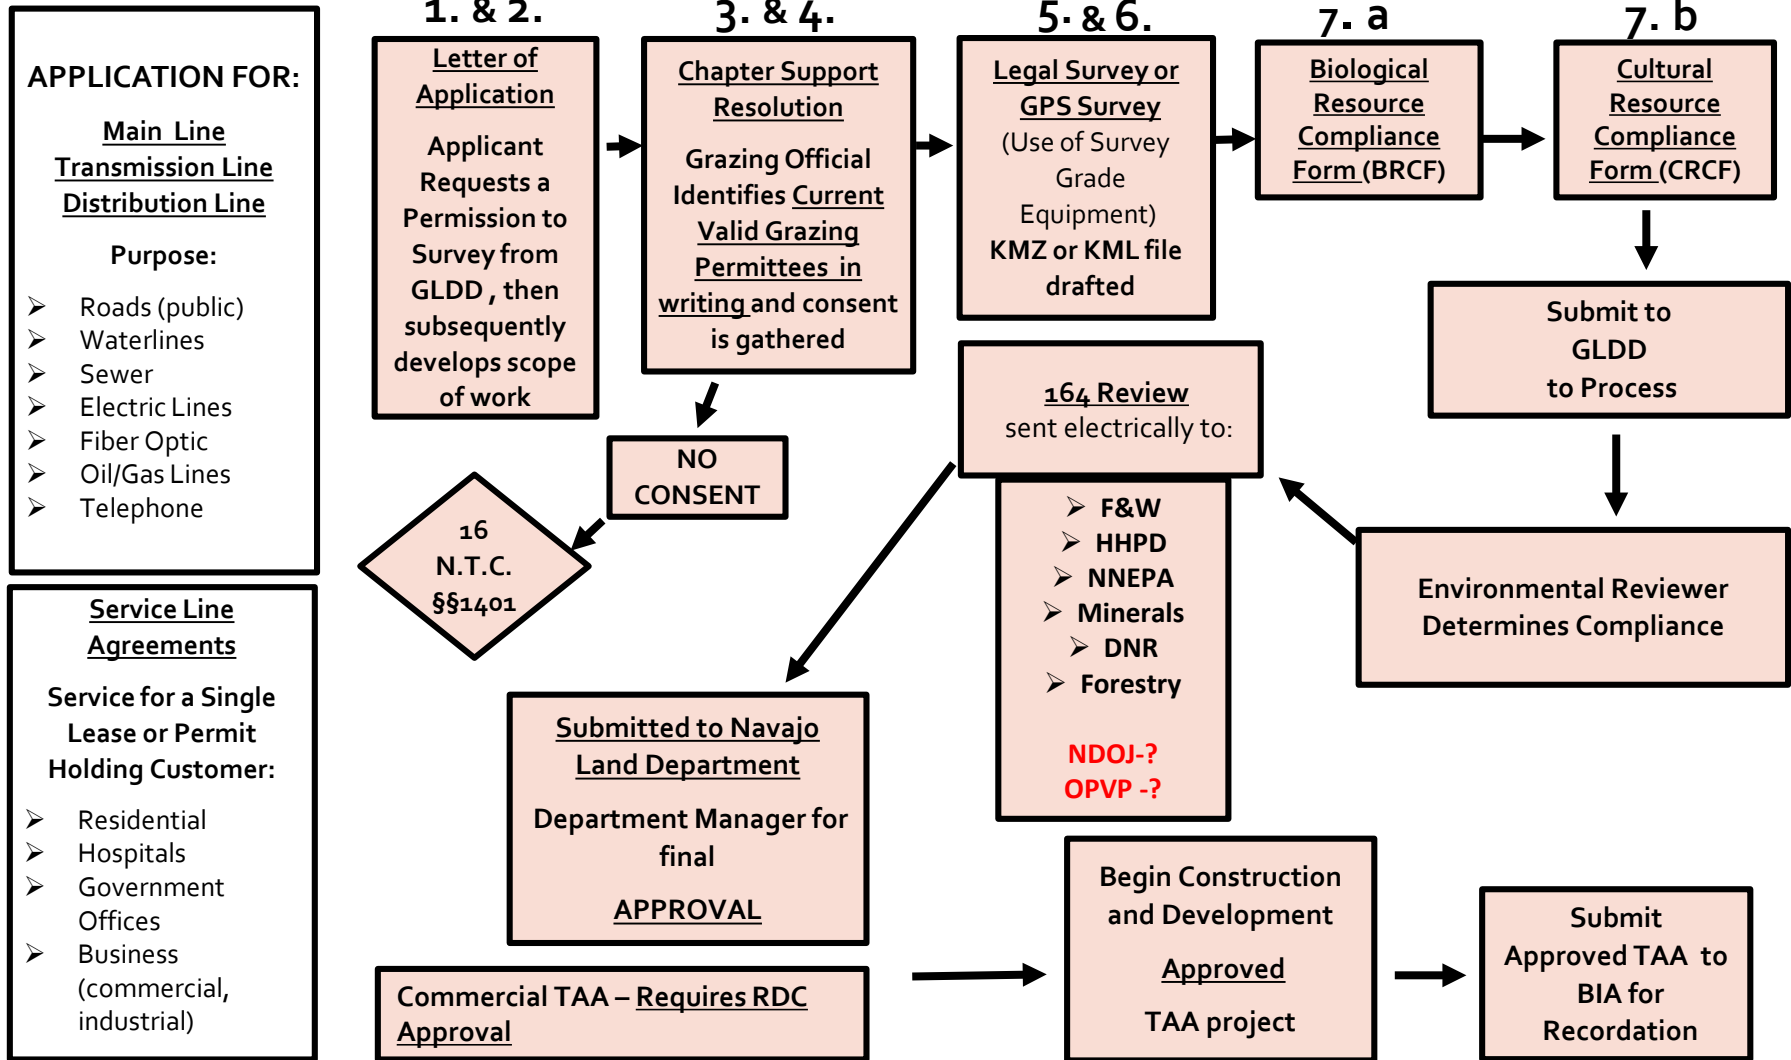 1. & 2.
3. & 4.
5. & 6.
7. a
7. b
APPLICATION FOR:
Main Line
Transmission Line
Distribution Line
Purpose:
➢ Roads (public)
➢ Waterlines
➢ Sewer
➢ Electric Lines
➢ Fiber Optic
➢ Oil/Gas Lines
➢ Telephone
Service Line
Agreements
Service for a Single
Lease or Permit
Holding Customer:
➢ Residential
➢ Hospitals
➢ Government
Offices
➢ Business
(commercial,
industrial)
Letter of
Application
Applicant
Requests a
Permission to
Survey from
GLDD , then
subsequently
develops scope
of work
Chapter Support
Resolution
Grazing Official
Identifies Current
Valid Grazing
Permittees in
writing and consent
is gathered
NO
CONSENT
16
N.T.C.
§§1401
Legal Survey or
GPS Survey
(Use of Survey
Grade
Equipment)
KMZ or KML file
drafted
Biological
Resource
Compliance
Form (BRCF)
Cultural
Resource
Compliance
Form (CRCF)
Submit to
GLDD
to Process
Environmental Reviewer
Determines Compliance
164 Review
sent electrically to:
➢ F&W
➢ HHPD
➢ NNEPA
➢ Minerals
➢ DNR
➢ Forestry
NDOJ-?
OPVP -?
Submitted to Navajo
Land Department
Department Manager for
final
APPROVAL
Commercial TAA – Requires RDC
Approval
Begin Construction
and Development
Approved
TAA project
Submit
Approved TAA to
BIA for
Recordation